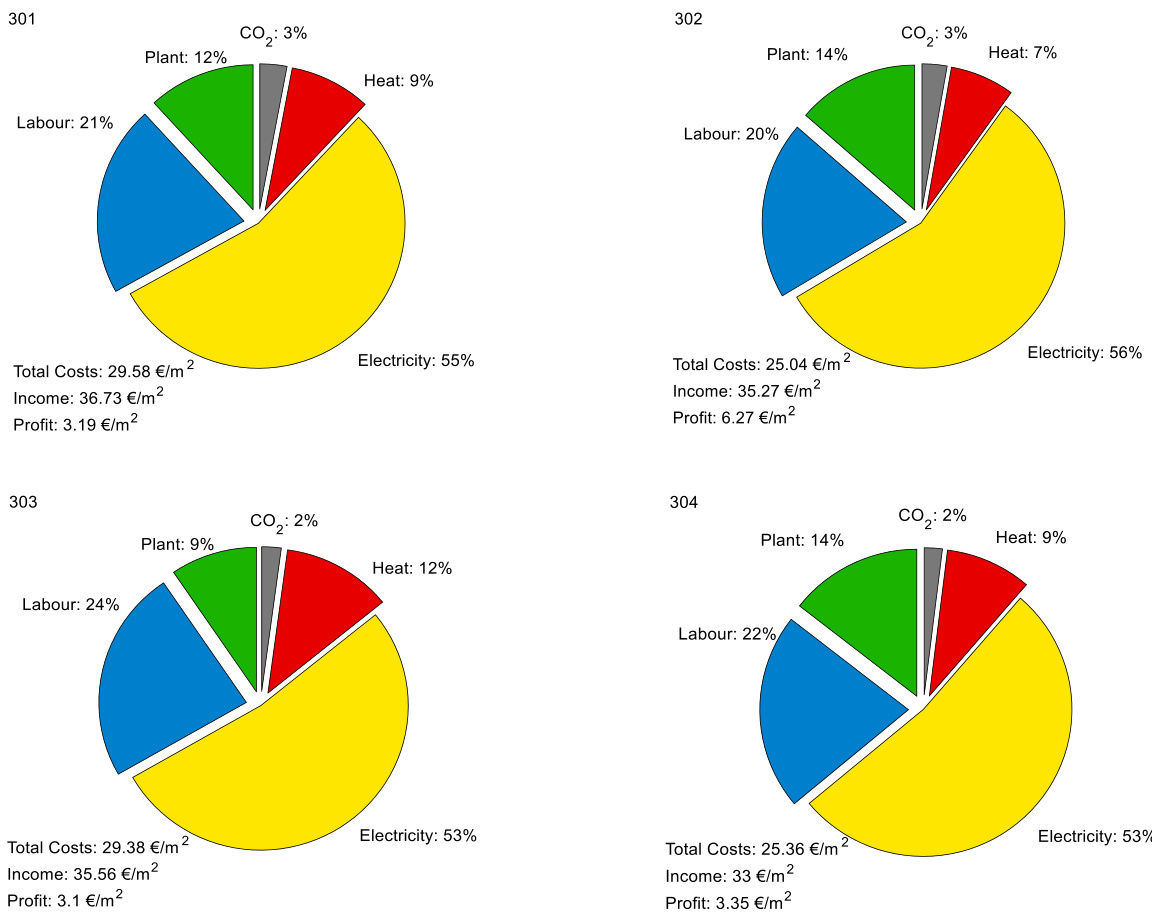 301
CO₂: 3%
Plant: 12%
Heat: 9%
Labour: 21%
Electricity: 55%
Total Costs: 29.58 €/m²
Income: 36.73 €/m²
Profit: 3.19 €/m²
302
CO₂: 3%
Plant: 14%
Heat: 7%
Labour: 20%
Electricity: 56%
Total Costs: 25.04 €/m²
Income: 35.27 €/m²
Profit: 6.27 €/m²
303
CO₂: 2%
Plant: 9%
Heat: 12%
Labour: 24%
Electricity: 53%
Total Costs: 29.38 €/m²
Income: 35.56 €/m²
Profit: 3.1 €/m²
304
CO₂: 2%
Plant: 14%
Heat: 9%
Labour: 22%
Electricity: 53%
Total Costs: 25.36 €/m²
Income: 33 €/m²
Profit: 3.35 €/m²